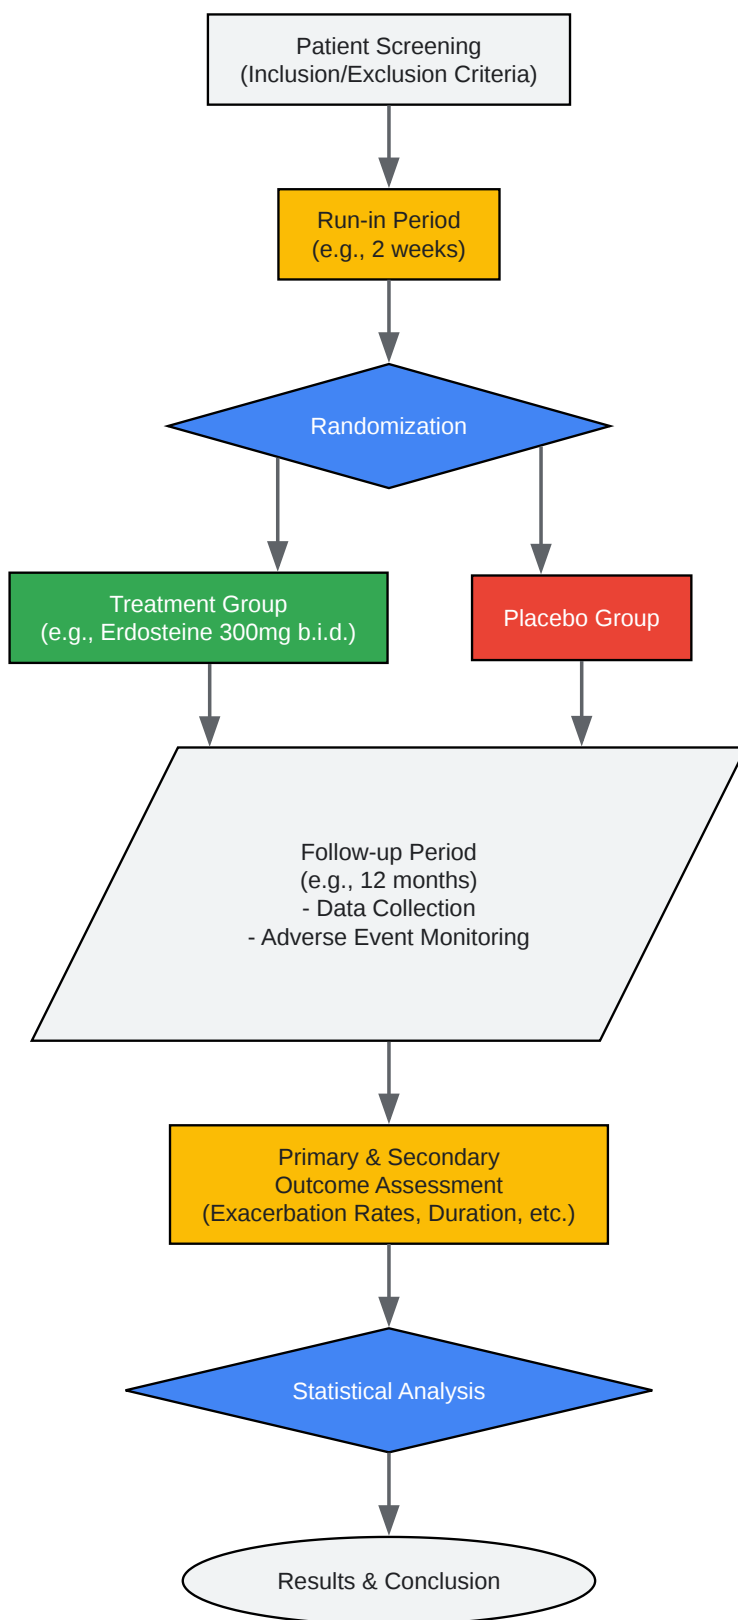 Patient Screening
(Inclusion/Exclusion Criteria)
Run-in Period
(e.g., 2 weeks)
Randomization
Treatment Group
(e.g., Erdosteine 300mg b.i.d.)
Placebo Group
Follow-up Period
(e.g., 12 months)
- Data Collection
- Adverse Event Monitoring
Primary & Secondary
Outcome Assessment
(Exacerbation Rates, Duration, etc.)
Statistical Analysis
Results & Conclusion